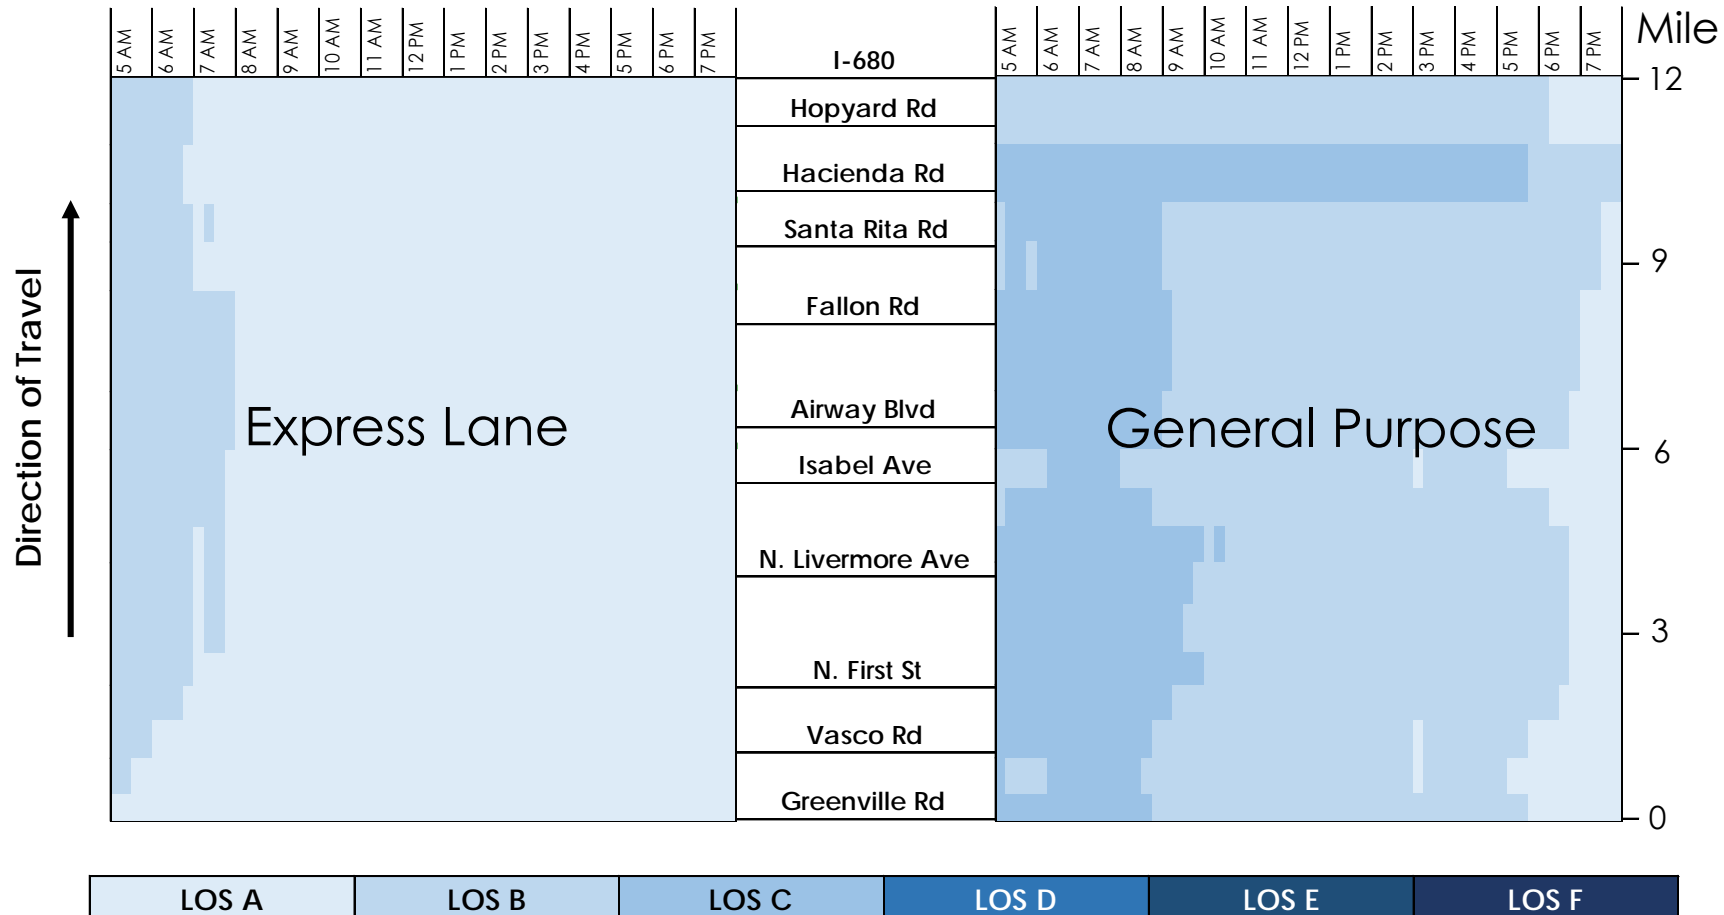 5 AM
6 AM
7 AM
8 AM
9 AM
10 AM
11 AM
12 PM
1 PM
2 PM
3 PM
4 PM
5 PM
6 PM
7 PM
I-680
5 AM
6 AM
7 AM
8 AM
9 AM
10 AM
11 AM
12 PM
1 PM
2 PM
3 PM
4 PM
5 PM
6 PM
7 PM
Mile
12
Hopyard Rd
Hacienda Rd
Santa Rita Rd
9
Fallon Rd
Direction of Travel
Airway Blvd
Express Lane
General Purpose
6
Isabel Ave
N. Livermore Ave
3
N. First St
Vasco Rd
Greenville Rd
0
LOS A
LOS B
LOS C
LOS D
LOS E
LOS F